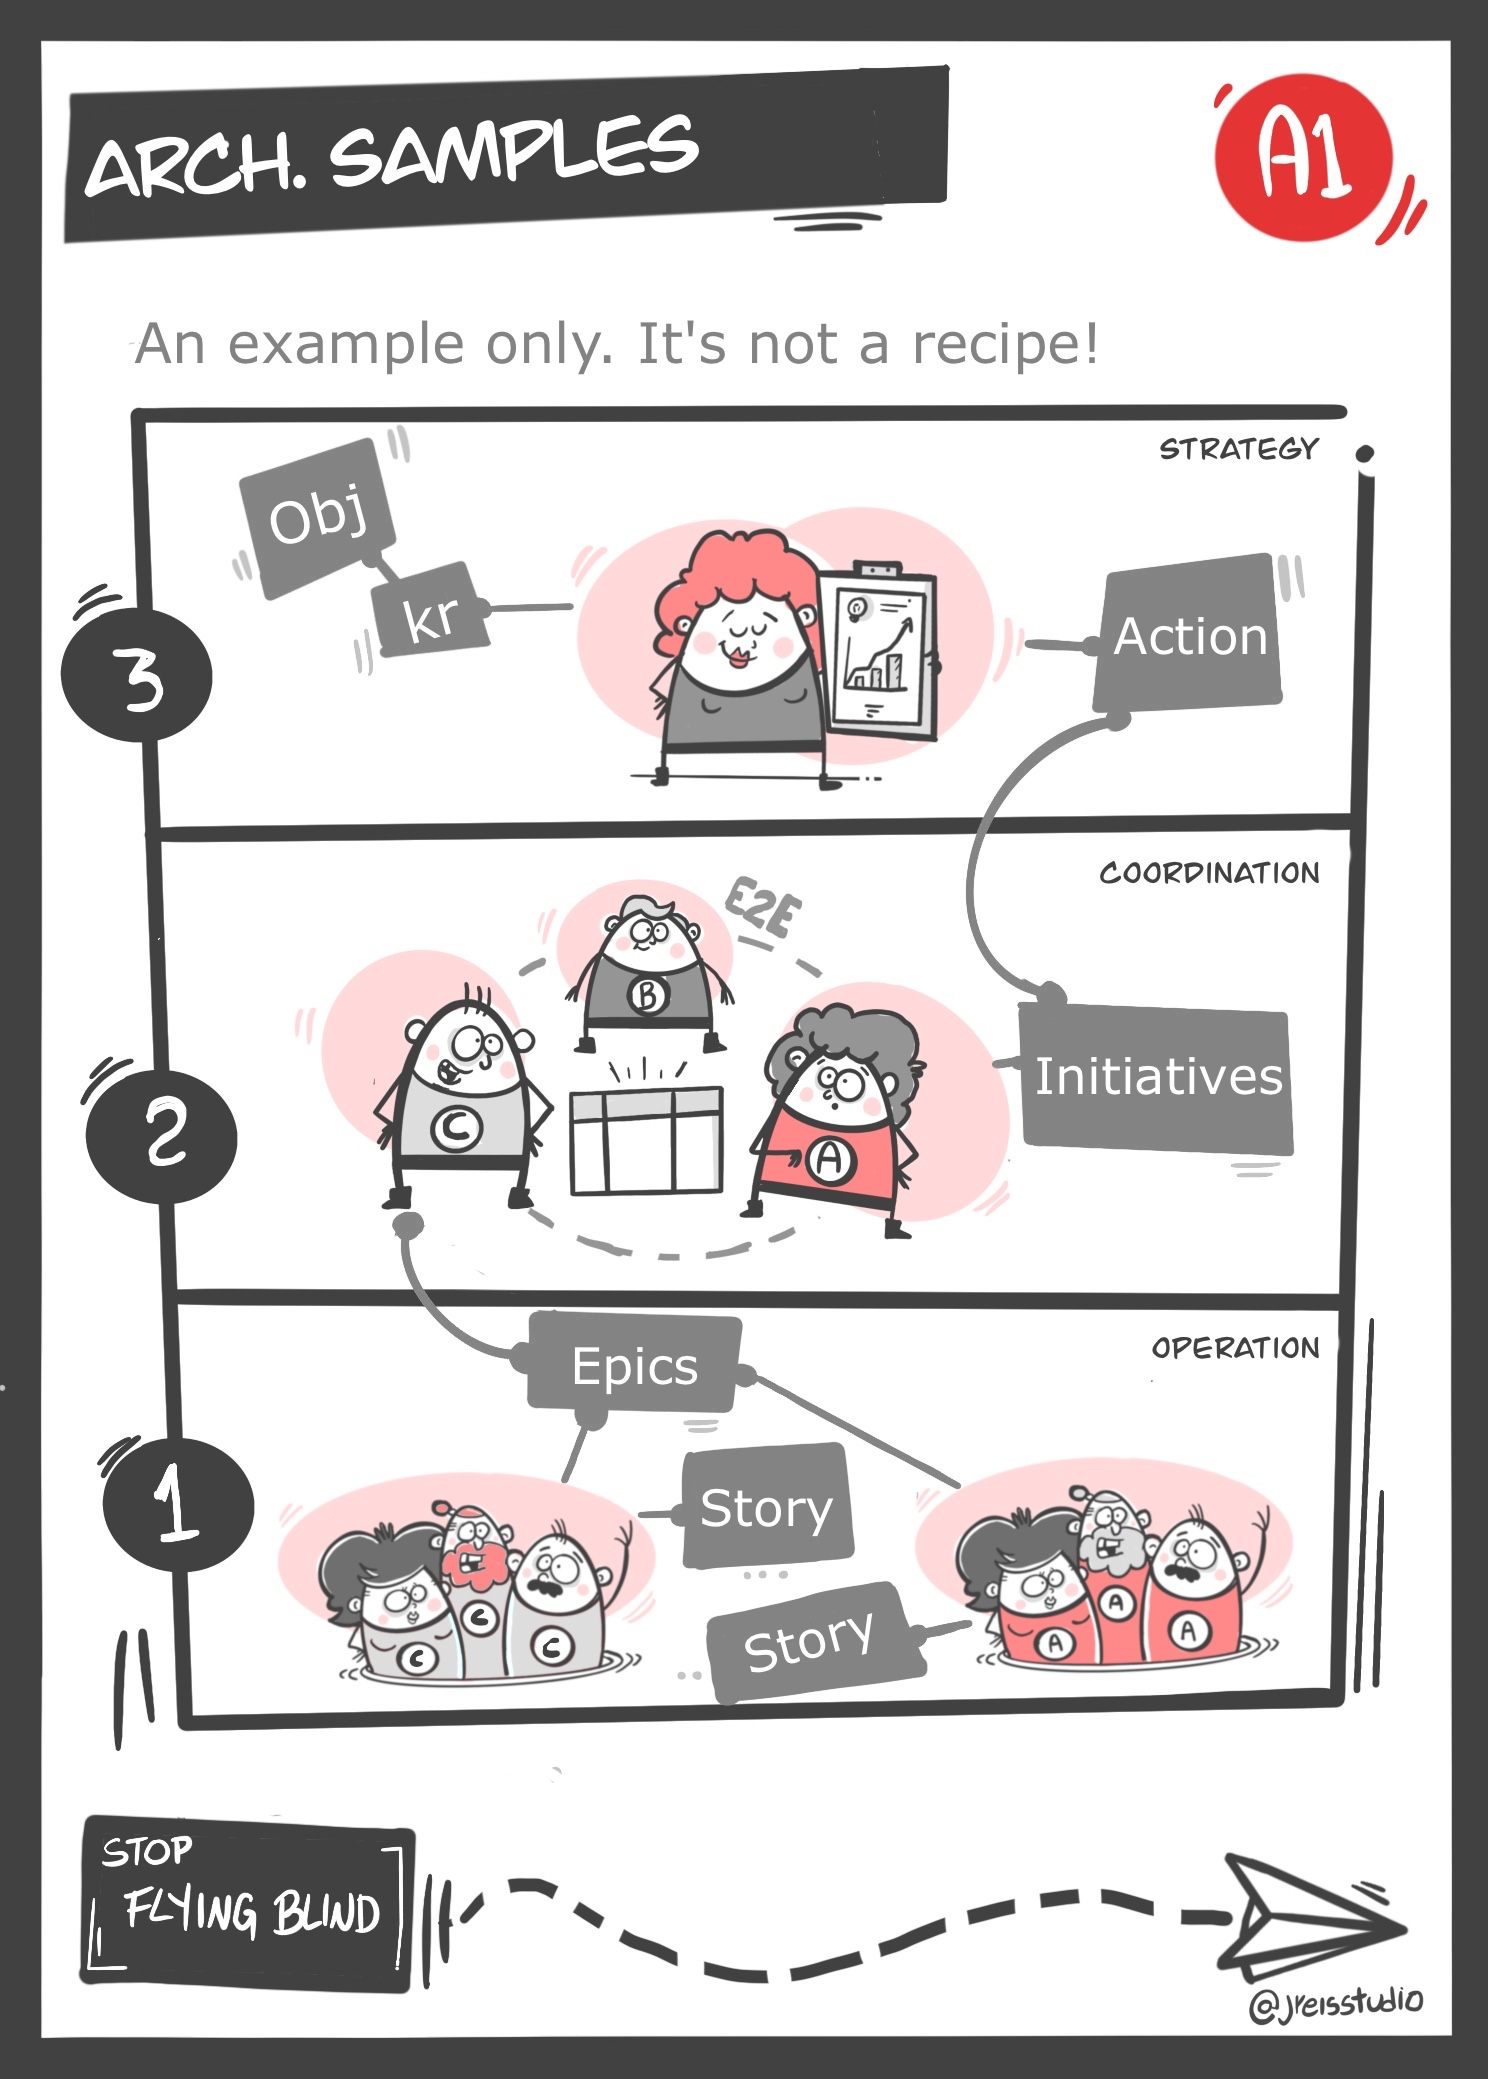 ARCH. SAMPLES
A1
An example only. It's not a recipe!
STRATEGY
Obj
kr
Action
3
COORDINATION
E2E
B
C
A
Initiatives
2
OPERATION
Epics
1
Story
C
C
C
A
A
A
Story
STOP
FLYING BLIND
@jreisstudio